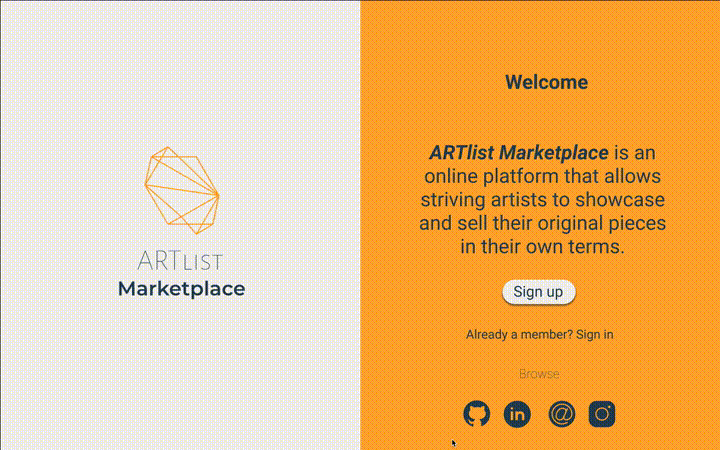 ARTLIST
Marketplace
Welcome
ARTlist Marketplace is an
online platform that allows
striving artists to showcase
and sell their original pieces
in their own terms.
Sign up
Already a member? Sign in
Browse
in
@